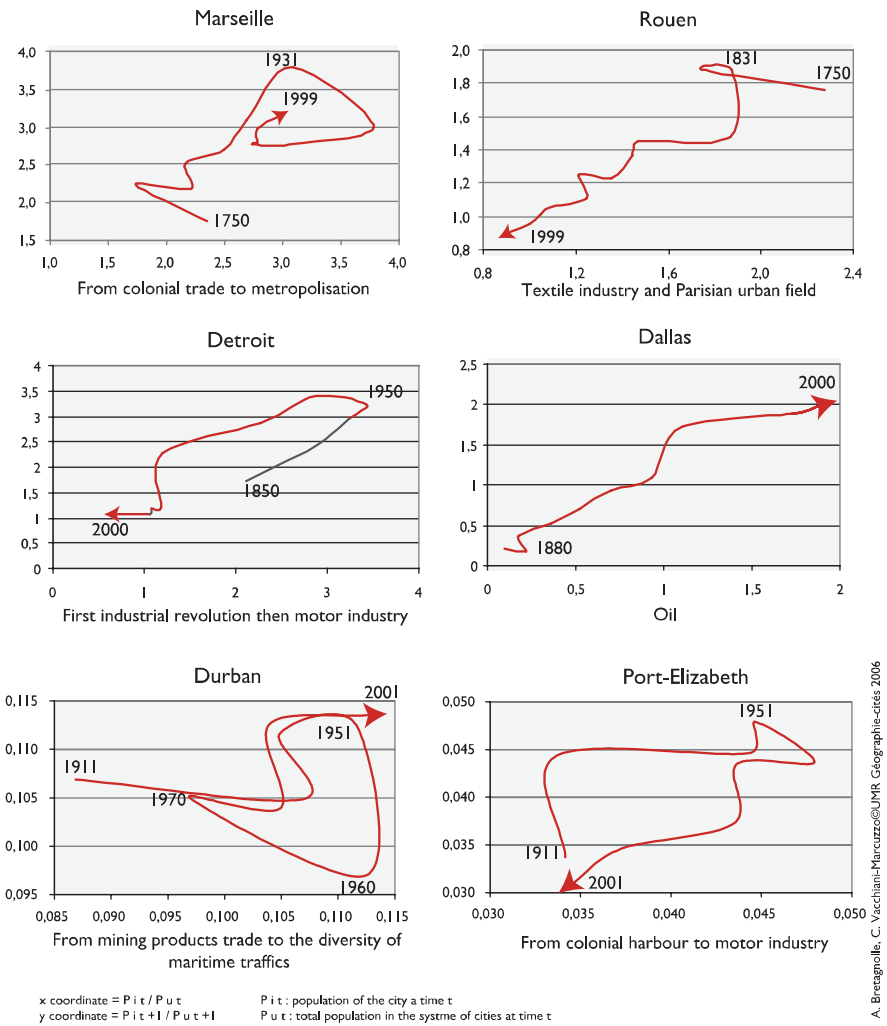 Marseille
4,0
3,5
3,0
2,5
2,0
1,5
1,0 1,5 2,0 2,5 3,0 3,5 4,0
1931
1999
1750
From colonial trade to metropolisation
Rouen
2,0
1,8
1,6
1,4
1,2
1,0
0,8
0,8 1,2 1,6 2,0 2,4
1831
1750
1999
Textile industry and Parisian urban field
Detroit
4
3,5
3
2,5
2
1,5
1
0,5
0
0 1 2 3 4
1950
1850
2000
First industrial revolution then motor industry
Dallas
2,5
2
1,5
1
0,5
0
0 0,5 1 1,5 2
2000
1880
Oil
Durban
0,115
0,110
0,105
0,100
0,095
0,085 0,090 0,095 0,100 0,105 0,110 0,115
2001
1951
1911
1970
1960
From mining products trade to the diversity of
maritime traffics
Port-Elizabeth
0,050
0,045
0,040
0,035
0,030
0,030 0,035 0,040 0,045 0,050
1951
1911
2001
From colonial harbour to motor industry
x coordinate = P i t / P u t
y coordinate = P i t +1 / P u t +1
P i t : population of the city a time t
P u t : total population in the systme of cities at time t
A. Bretagnolle, C. Vacchiani-Marcuzzo©UMR Géographie-cités 2006